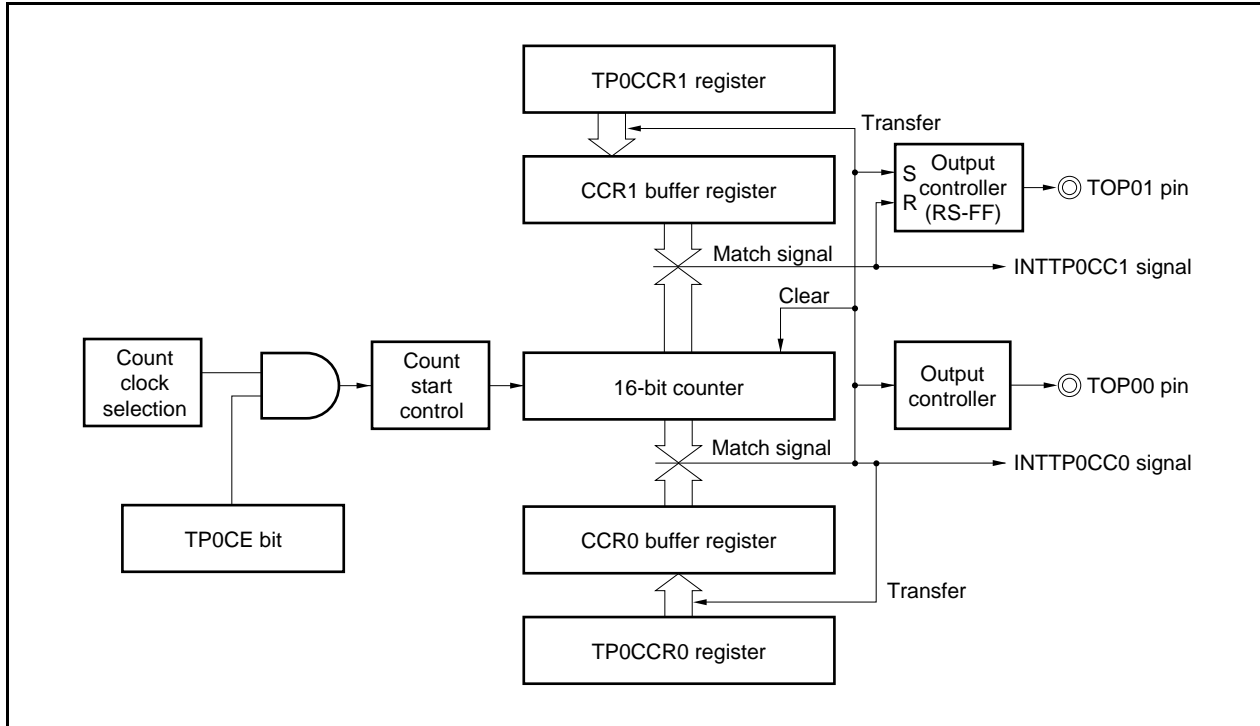 TP0CCR1 register
Transfer
CCR1 buffer register
S
R
Output
controller
(RS-FF)
TOP01 pin
Match signal
INTTP0CC1 signal
Clear
Count
clock
selection
Count
start
control
16-bit counter
Output
controller
TOP00 pin
Match signal
INTTP0CC0 signal
TP0CE bit
CCR0 buffer register
Transfer
TP0CCR0 register